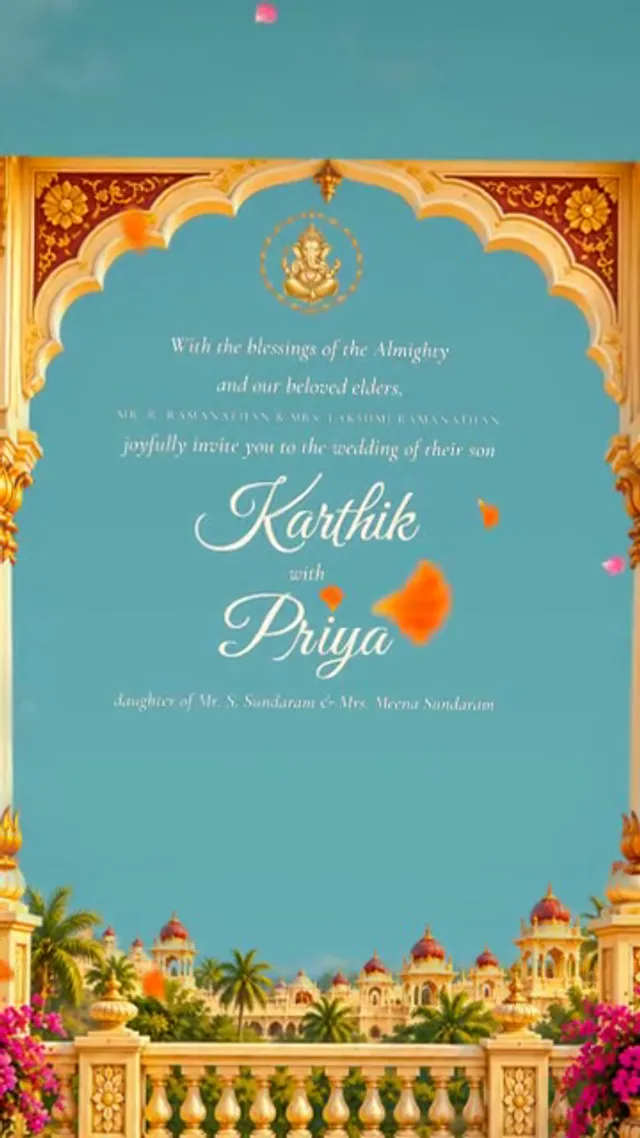 With the blessings of the Almighty
and our beloved elders,
MR. R. RAMANATHAN & MRS. LAKSHMI RAMANATHAN
joyfully invite you to the wedding of their son
Karthik
with
Priya
daughter of Mr. S. Sundaram & Mrs. Meena Sundaram